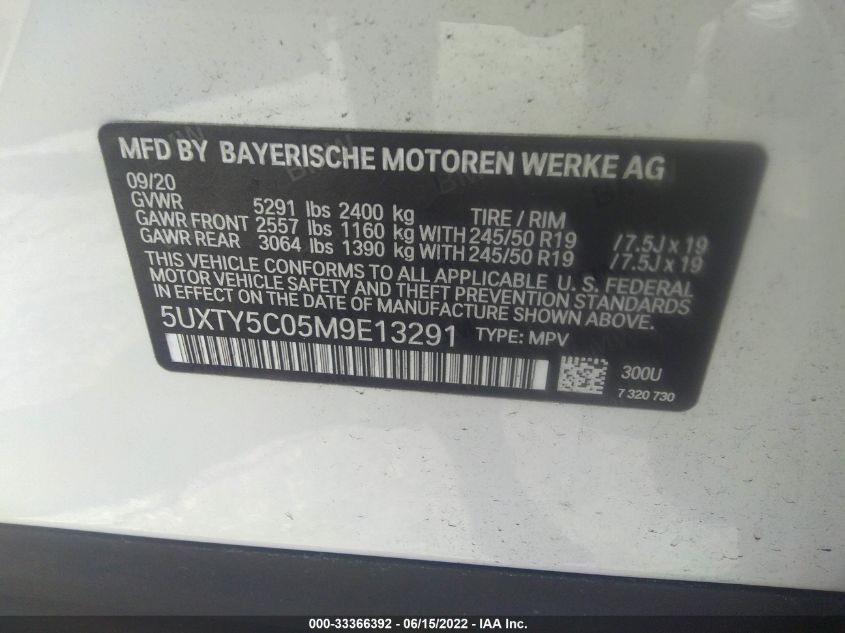 MFD BY BAYERISCHE MOTOREN WERKE AG
09/20
GVWR 5291 lbs 2400 kg TIRE / RIM
GAWR FRONT 2557 lbs 1160 kg WITH 245/50 R19 /7.5J x 19
GAWR REAR 3064 lbs 1390 kg WITH 245/50 R19 /7.5J x 19
THIS VEHICLE CONFORMS TO ALL APPLICABLE U. S. FEDERAL
MOTOR VEHICLE SAFETY AND THEFT PREVENTION STANDARDS
IN EFFECT ON THE DATE OF MANUFACTURE SHOWN ABOVE.
5UXTY5C05M9E13291 TYPE: MPV
300U
7 320 730
000-33366392 - 06/15/2022 - IAA Inc.